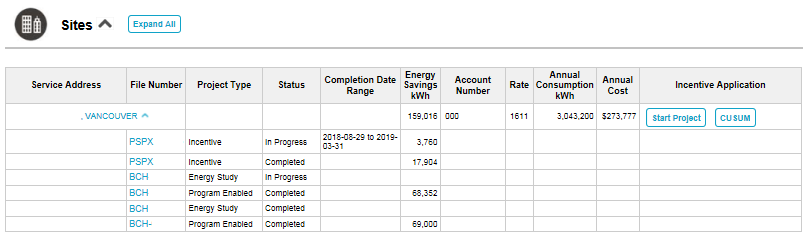 Sites Expand All
Service Address File Number Project Type Status Completion Date Range Energy Savings kWh Account Number Rate Annual Consumption kWh Annual Cost Incentive Application
, VANCOUVER 159,016 000 1611 3,043,200 $273,777 Start Project CUSUM
PSPX Incentive In Progress 2018-08-29 to 2019-03-31 3,760
PSPX Incentive Completed 17,904
BCH Energy Study In Progress
BCH Program Enabled Completed 68,352
BCH Energy Study Completed
BCH- Program Enabled Completed 69,000